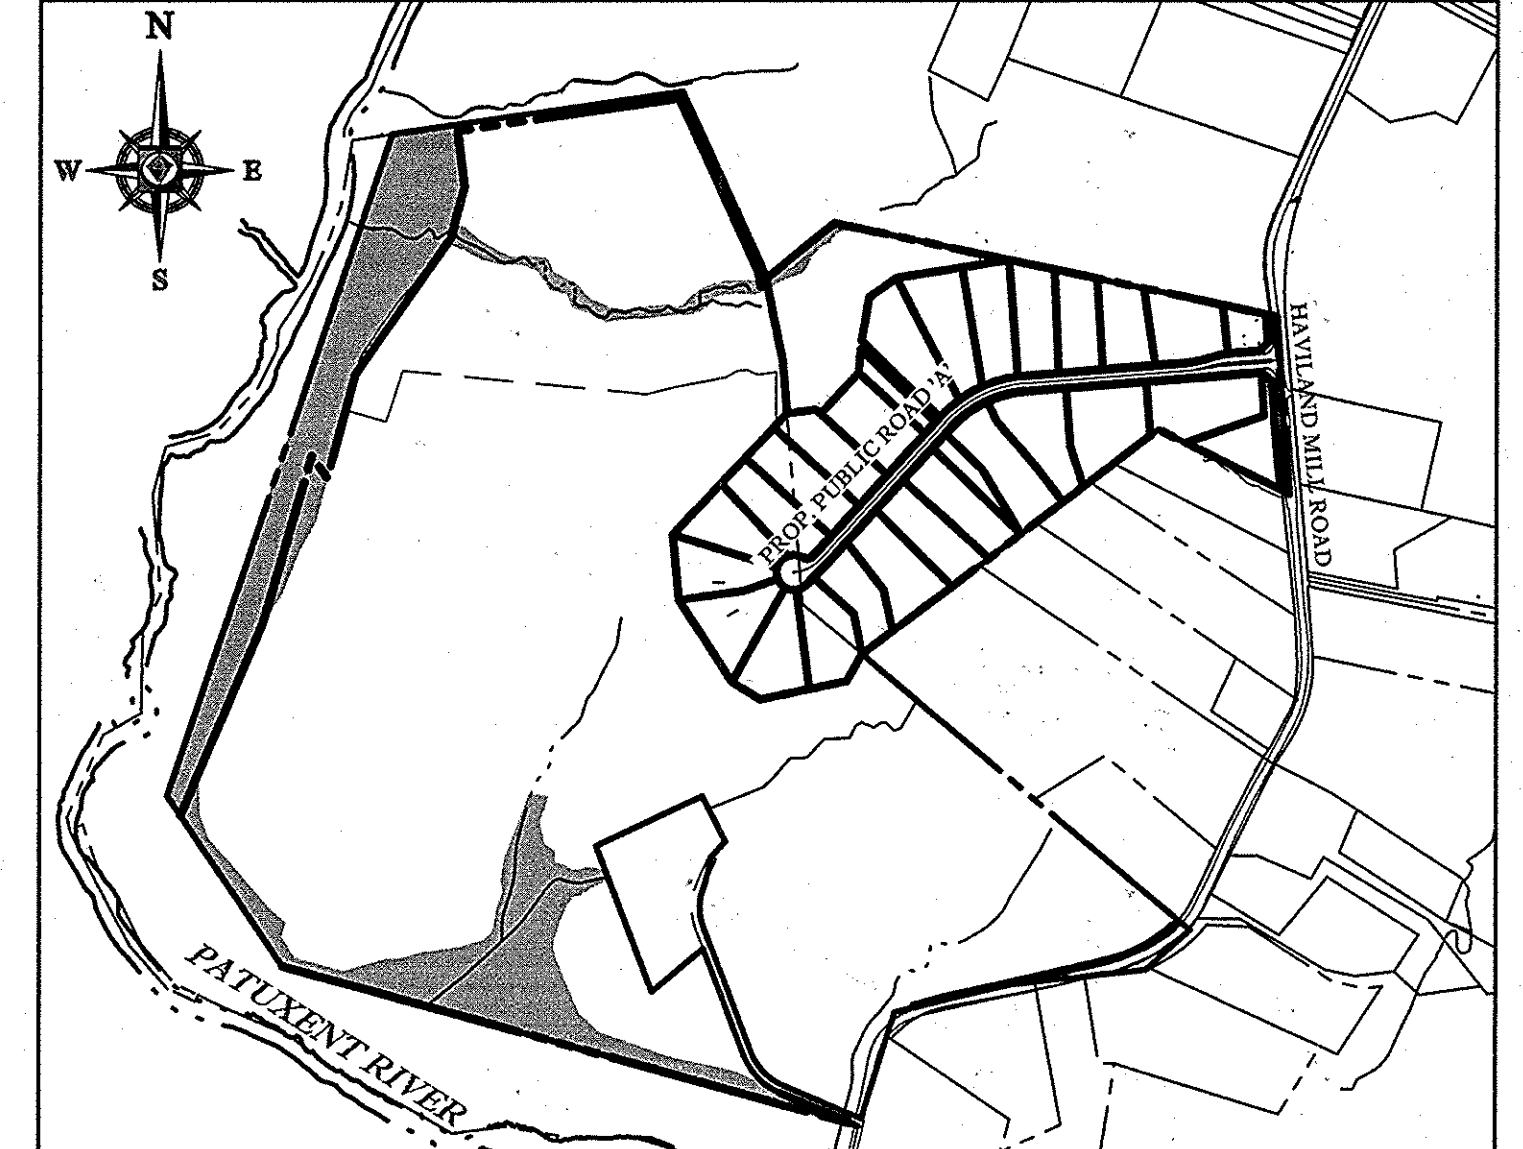 N
W E
S
HAVILAND MILL ROAD
PROP. PUBLIC ROAD 'A'
PATUXENT RIVER